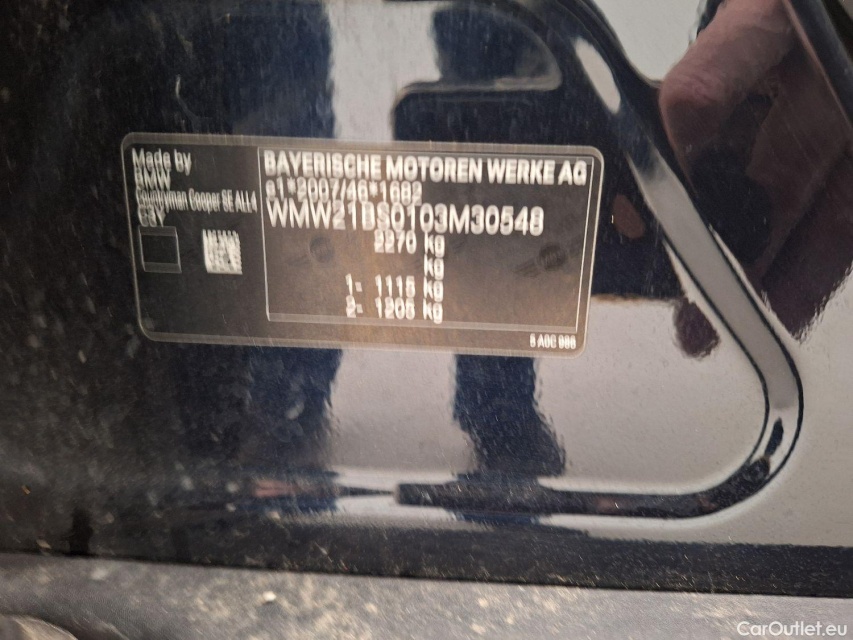 Made by
BMW
Countryman Cooper SE ALL4
BAYERISCHE MOTOREN WERKE AG
e1*2007/46*1682
WMW21BS0103M30548
2270 kg
kg
1= 1115 kg
2= 1205 kg
CarOutlet.eu